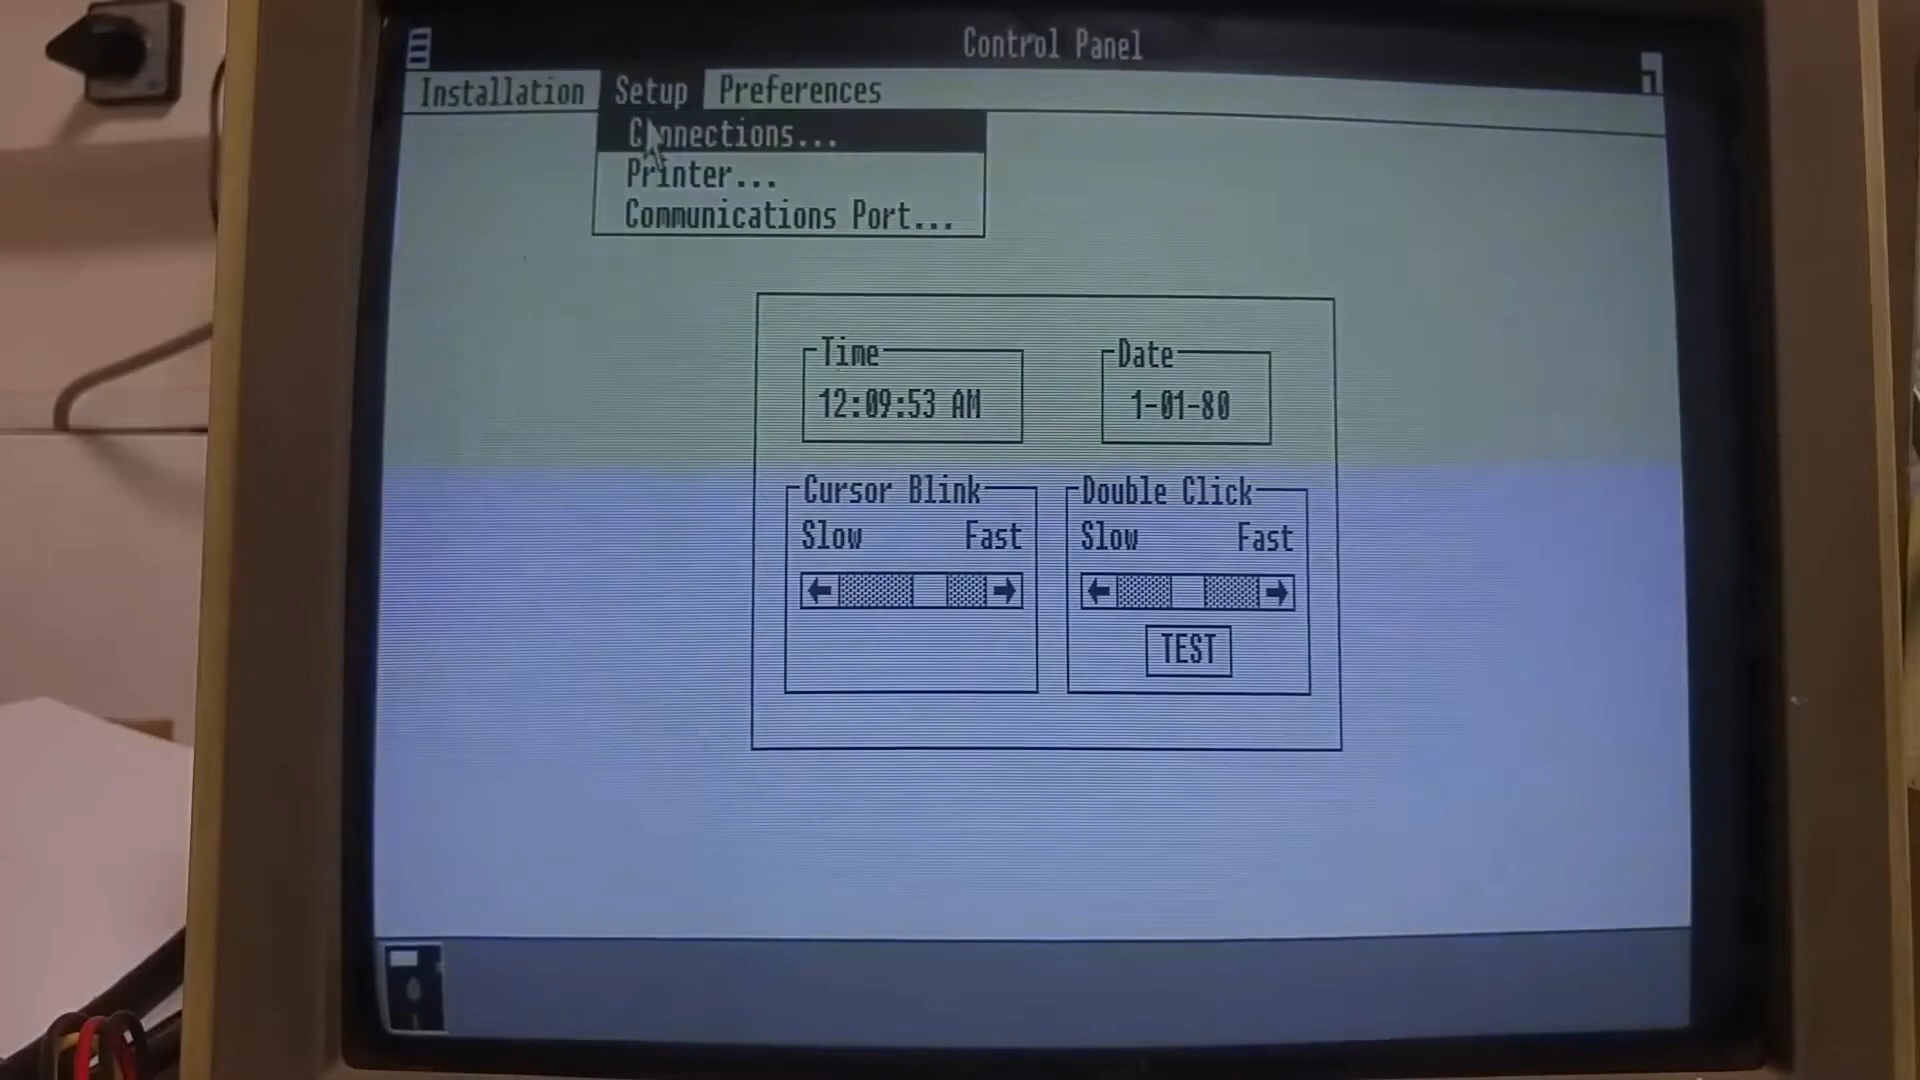 Control Panel
Installation Setup Preferences
Connections...
Printer...
Communications Port...
Time
12:09:53 AM
Date
1-01-80
Cursor Blink
Slow Fast
Double Click
Slow Fast
TEST